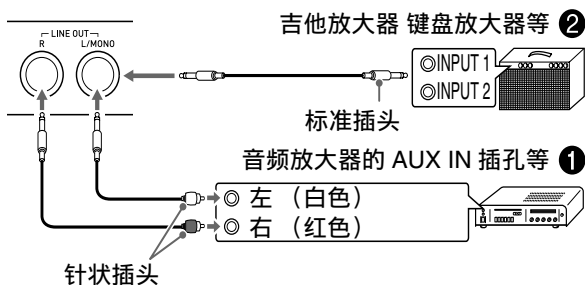 LINE OUT
R L/MONO
吉他放大器 键盘放大器等 ❷
INPUT 1
INPUT 2
标准插头
音频放大器的 AUX IN 插孔等 ❶
左 （白色）
右 （红色）
针状插头